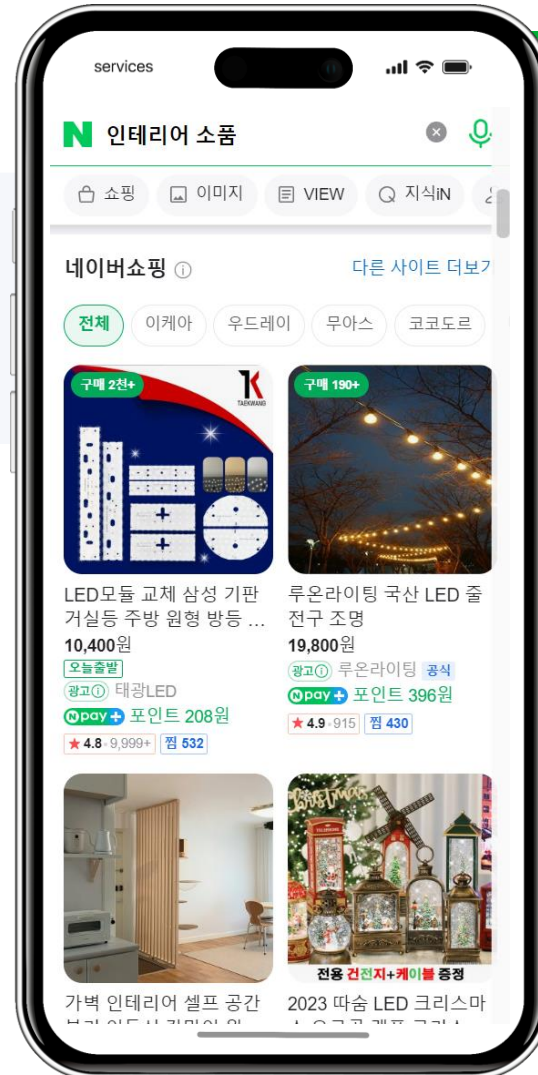 services
N 인테리어 소품
쇼핑 이미지 VIEW 지식iN
네이버쇼핑
다른 사이트 더보기
전체 이케아 우드레이 무아스 코코도르
구매 2천+
TK
TAEKWANG
구매 190+
LED모듈 교체 삼성 기판
거실등 주방 원형 방등 ...
10,400원
오늘출발
광고 태광LED
N pay+ 포인트 208원
★ 4.8 · 9,999+ 찜 532
루온라이팅 국산 LED 줄
전구 조명
19,800원
광고 루온라이팅 공식
N pay+ 포인트 396원
★ 4.9 · 915 찜 430
Christmas
TELEPHONE
전용 건전지+케이블 증정
가벽 인테리어 셀프 공간
2023 따숨 LED 크리스마